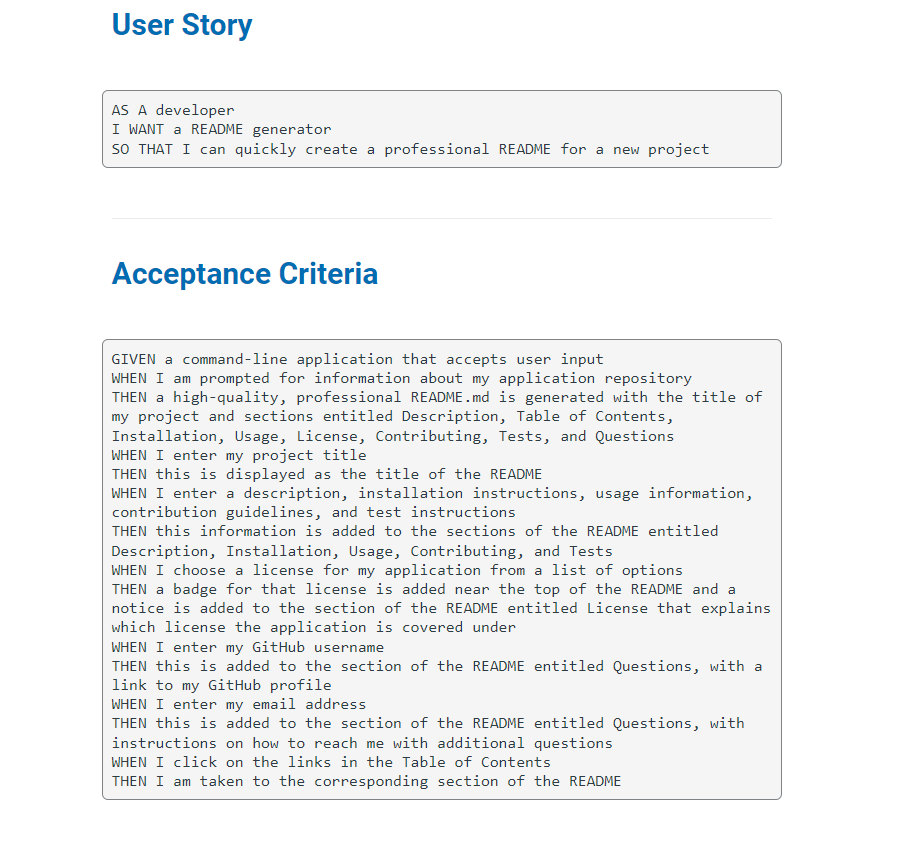 User Story
AS A developer
I WANT a README generator
SO THAT I can quickly create a professional README for a new project
Acceptance Criteria
GIVEN a command-line application that accepts user input
WHEN I am prompted for information about my application repository
THEN a high-quality, professional README.md is generated with the title of
my project and sections entitled Description, Table of Contents,
Installation, Usage, License, Contributing, Tests, and Questions
WHEN I enter my project title
THEN this is displayed as the title of the README
WHEN I enter a description, installation instructions, usage information,
contribution guidelines, and test instructions
THEN this information is added to the sections of the README entitled
Description, Installation, Usage, Contributing, and Tests
WHEN I choose a license for my application from a list of options
THEN a badge for that license is added near the top of the README and a
notice is added to the section of the README entitled License that explains
which license the application is covered under
WHEN I enter my GitHub username
THEN this is added to the section of the README entitled Questions, with a
link to my GitHub profile
WHEN I enter my email address
THEN this is added to the section of the README entitled Questions, with
instructions on how to reach me with additional questions
WHEN I click on the links in the Table of Contents
THEN I am taken to the corresponding section of the README